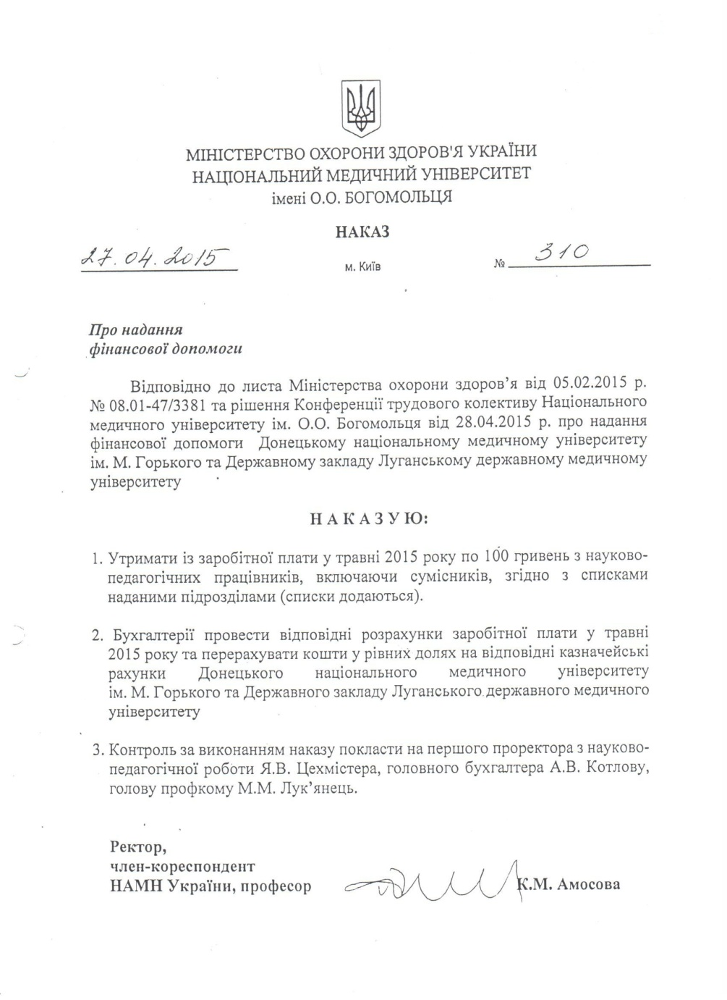 МІНІСТЕРСТВО ОХОРОНИ ЗДОРОВ'Я УКРАЇНИ
НАЦІОНАЛЬНИЙ МЕДИЧНИЙ УНІВЕРСИТЕТ
імені О.О. БОГОМОЛЬЦЯ
НАКАЗ
27.04.2015 м. Київ № 310
Про надання
фінансової допомоги
Відповідно до листа Міністерства охорони здоров’я від 05.02.2015 р.
№ 08.01-47/3381 та рішення Конференції трудового колективу Національного
медичного університету ім. О.О. Богомольця від 28.04.2015 р. про надання
фінансової допомоги Донецькому національному медичному університету
ім. М. Горького та Державному закладу Луганському державному медичному
університету
Н А К А З У Ю:
1. Утримати із заробітної плати у травні 2015 року по 100 гривень з науково-
педагогічних працівників, включаючи сумісників, згідно з списками
наданими підрозділами (списки додаються).
2. Бухгалтерії провести відповідні розрахунки заробітної плати у травні
2015 року та перерахувати кошти у рівних долях на відповідні казначейські
рахунки Донецького національного медичного університету
ім. М. Горького та Державного закладу Луганського державного медичного
університету
3. Контроль за виконанням наказу покласти на першого проректора з науково-
педагогічної роботи Я.В. Цехмістера, головного бухгалтера А.В. Котлову,
голову профкому М.М. Лук’янець.
Ректор,
член-кореспондент
НАМН України, професор К.М. Амосова